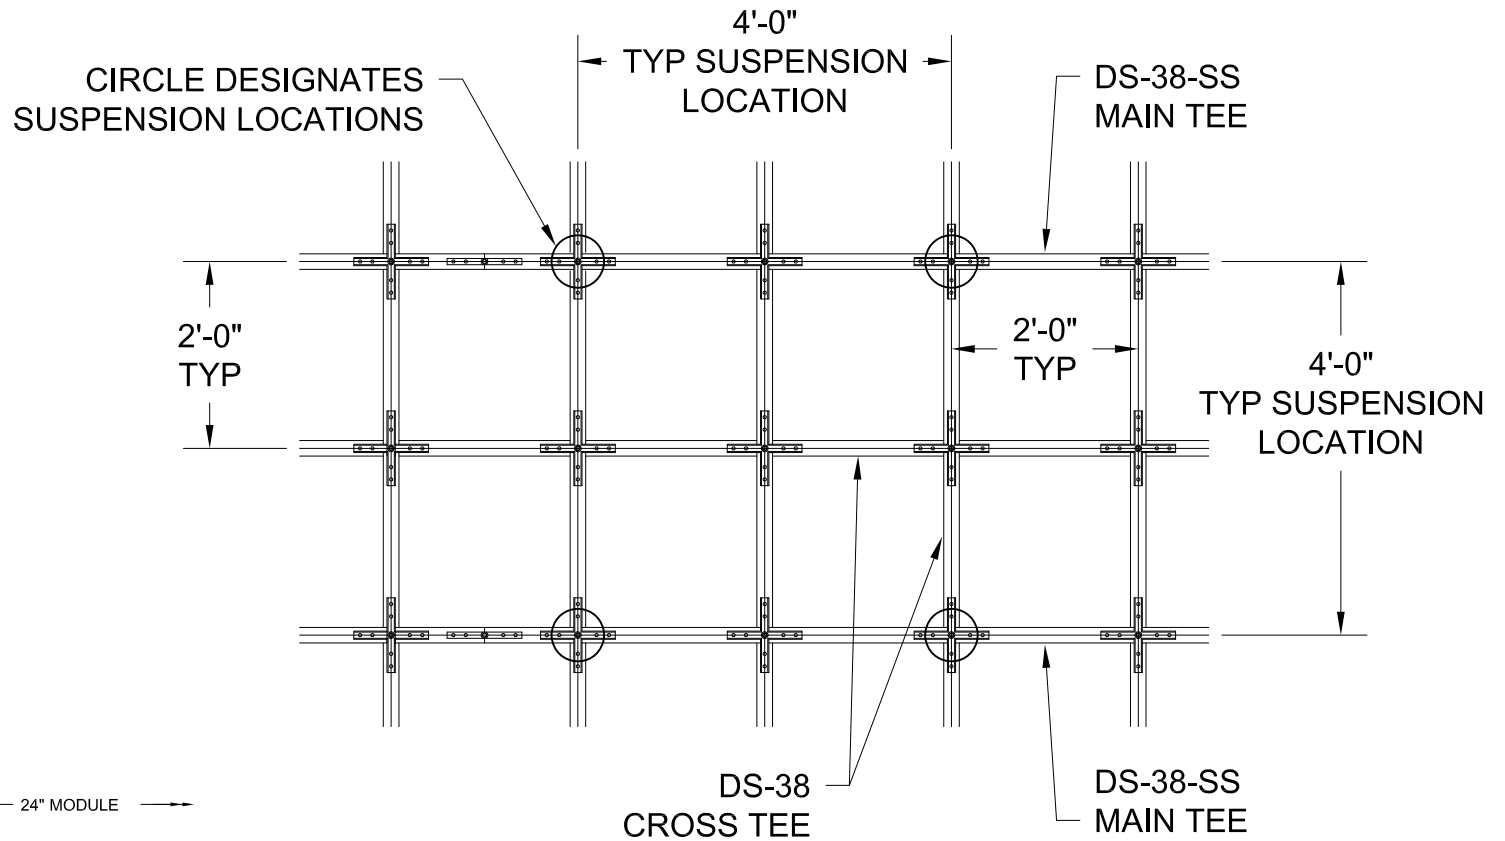 4'-0"
TYP SUSPENSION
LOCATION
CIRCLE DESIGNATES
SUSPENSION LOCATIONS
DS-38-SS
MAIN TEE
2'-0"
TYP
2'-0"
TYP
4'-0"
TYP SUSPENSION
LOCATION
DS-38
CROSS TEE
DS-38-SS
MAIN TEE
24" MODULE